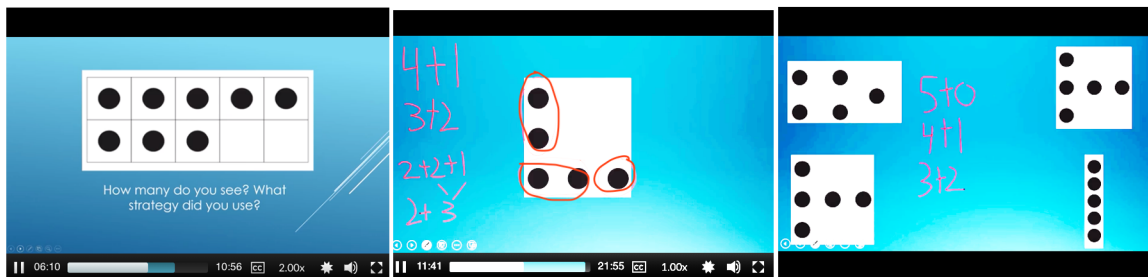 How many do you see? What
strategy did you use?
06:10
10:56
CC
2.00x
4+1
3+2
2+2+1
2+3
11:41
21:55
CC
1.00x
5+0
4+1
3+2